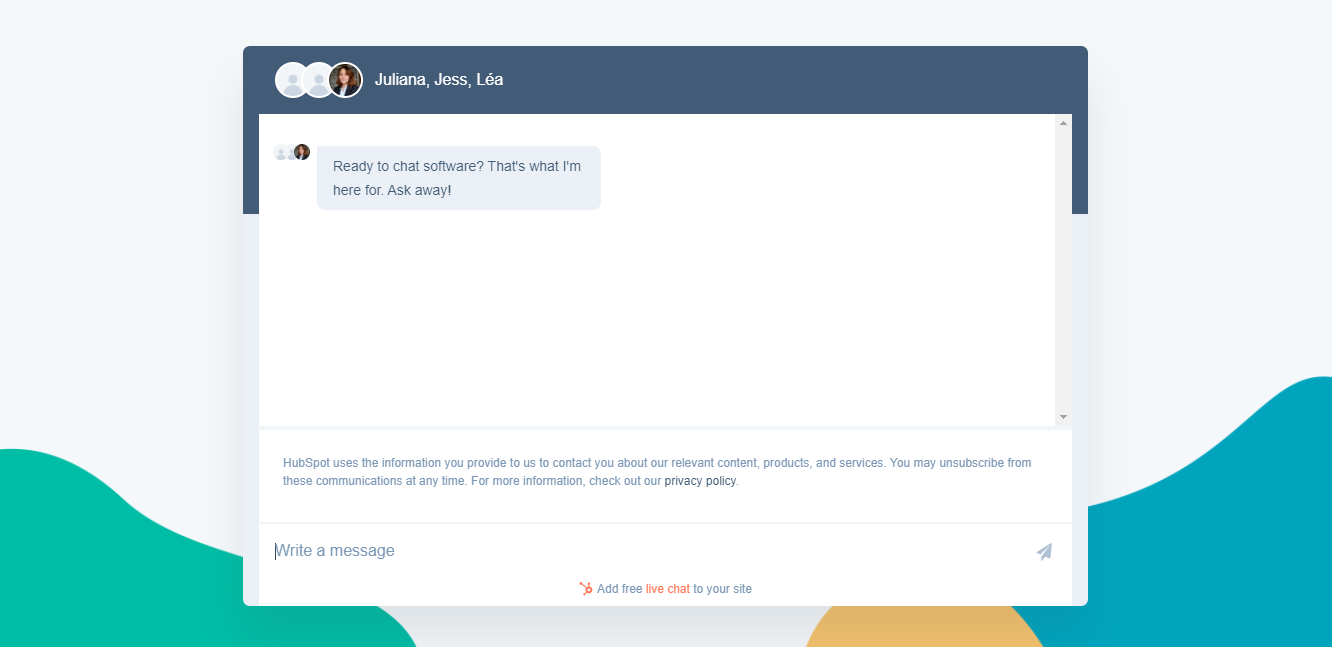 Juliana, Jess, Léa
Ready to chat software? That's what I'm
here for. Ask away!
HubSpot uses the information you provide to us to contact you about our relevant content, products, and services. You may unsubscribe from
these communications at any time. For more information, check out our privacy policy.
Write a message
Add free live chat to your site